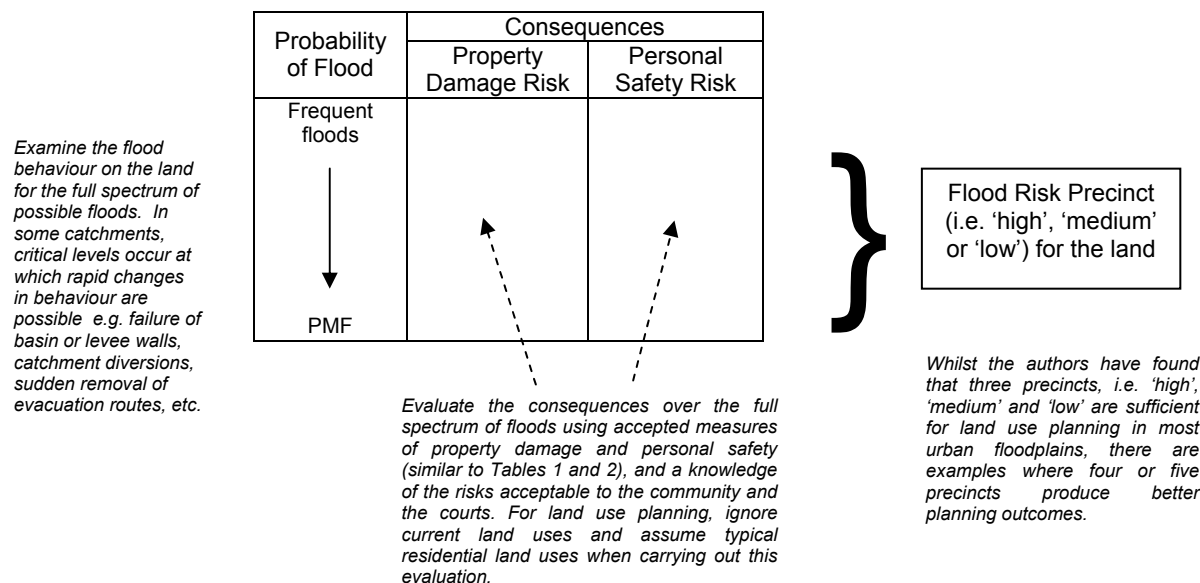 Probability
of Flood
Consequences
Property
Damage Risk
Personal
Safety Risk
Frequent
floods
PMF
Examine the flood
behaviour on the land
for the full spectrum of
possible floods. In
some catchments,
critical levels occur at
which rapid changes
in behaviour are
possible e.g. failure of
basin or levee walls,
catchment diversions,
sudden removal of
evacuation routes, etc.
Evaluate the consequences over the full
spectrum of floods using accepted measures
of property damage and personal safety
(similar to Tables 1 and 2), and a knowledge
of the risks acceptable to the community and
the courts. For land use planning, ignore
current land uses and assume typical
residential land uses when carrying out this
evaluation.
Flood Risk Precinct
(i.e. ‘high’, ‘medium’
or ‘low’) for the land
Whilst the authors have found
that three precincts, i.e. ‘high’,
‘medium’ and ‘low’ are sufficient
for land use planning in most
urban floodplains, there are
examples where four or five
precincts produce better
planning outcomes.